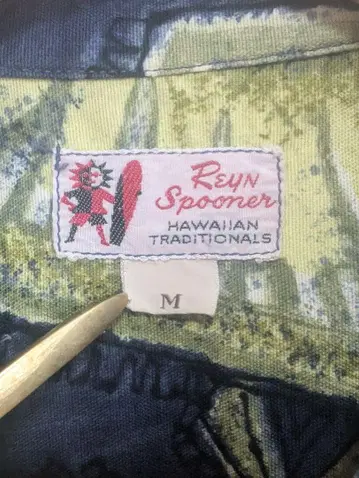 Reyn
Spooner
HAWAIIAN
TRADITIONALS
M